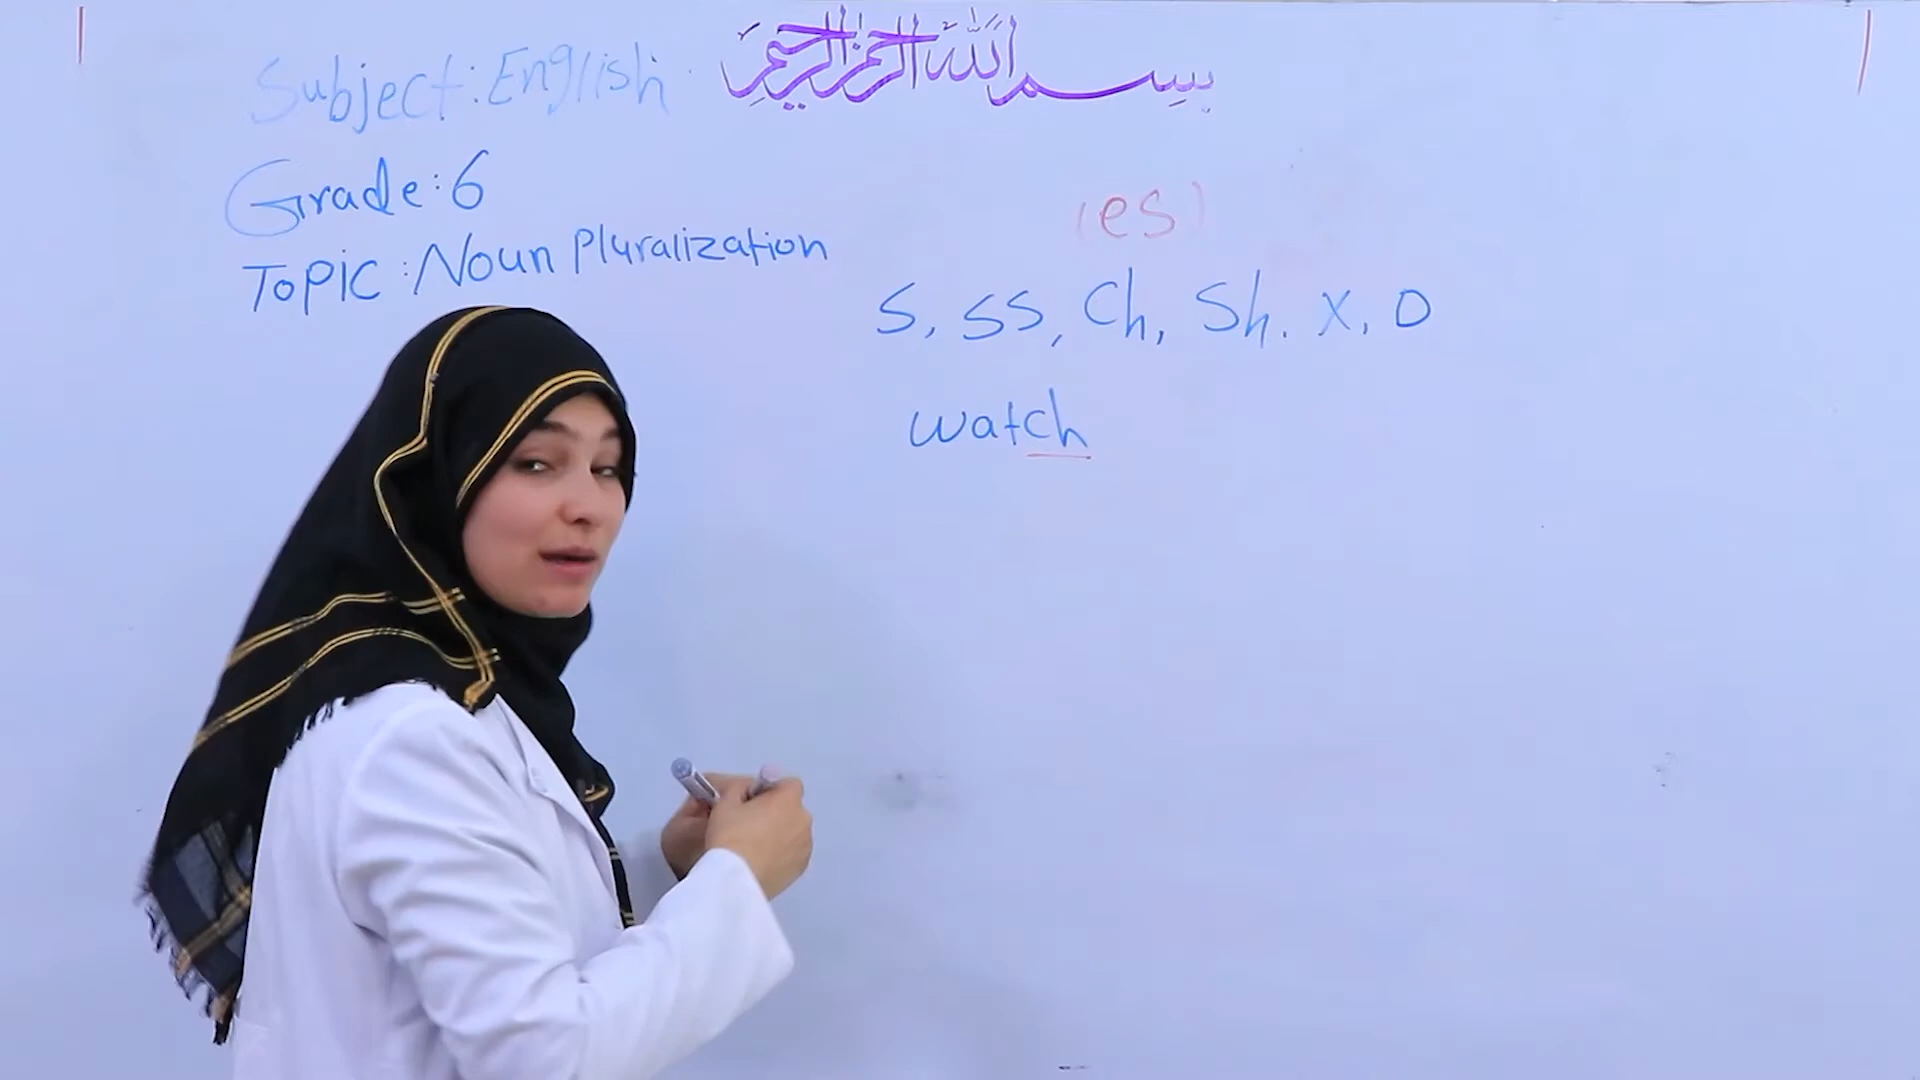 بسم الله الرحمن الرحيم
Subject: English
Grade: 6
Topic: Noun Pluralization
(es)
s, ss, Ch, Sh. x, o
watch